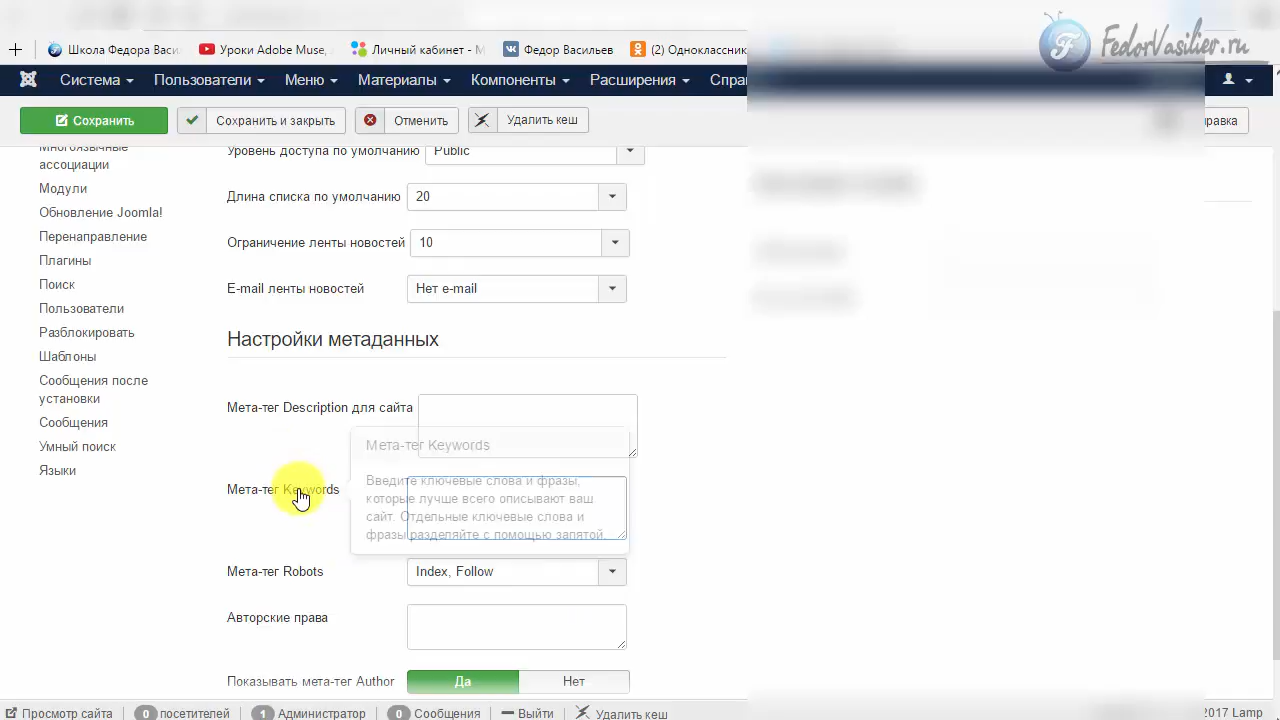 FedorVasiliev.ru
Школа Федора Васи
Уроки Adobe Muse,
Личный кабинет - М
Федор Васильев
(2) Одноклассник
Система
Пользователи
Меню
Материалы
Компоненты
Расширения
Спра
Сохранить
Сохранить и закрыть
Отменить
Удалить кеш
правка
Многоязычные
ассоциации
Модули
Обновление Joomla!
Перенаправление
Плагины
Поиск
Пользователи
Разблокировать
Шаблоны
Сообщения после
установки
Сообщения
Умный поиск
Языки
Уровень доступа по умолчанию
Public
Длина списка по умолчанию
20
Ограничение ленты новостей
10
E-mail ленты новостей
Нет e-mail
Настройки метаданных
Мета-тег Description для сайта
Мета-тег Keywords
Мета-тег Keywords
Введите ключевые слова и фразы,
которые лучше всего описывают ваш
сайт. Отдельные ключевые слова и
фразы разделяйте с помощью запятой.
Мета-тег Robots
Index, Follow
Авторские права
Показывать мета-тег Author
Да
Нет
Просмотр сайта
0 посетителей
1 Администратор
0 Сообщения
Выйти
Удалить кеш
2017 Lamp